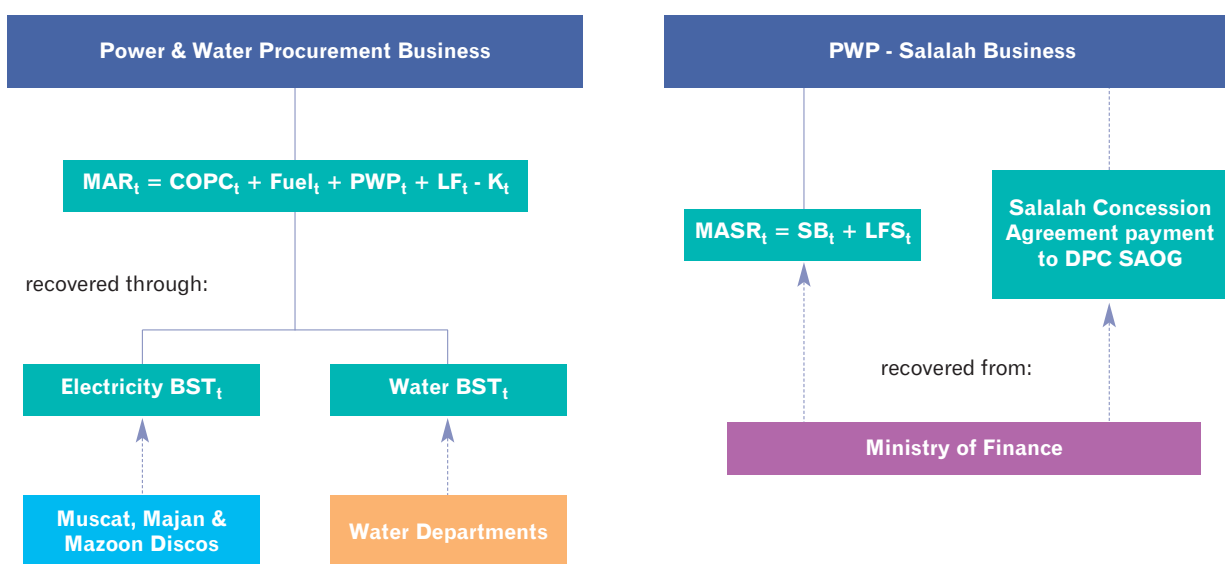 Power & Water Procurement Business
MARₜ = COPCₜ + Fuelₜ + PWPₜ + LFₜ - Kₜ
recovered through:
Electricity BSTₜ
Water BSTₜ
Muscat, Majan &
Mazoon Discos
Water Departments
PWP - Salalah Business
MASRₜ = SBₜ + LFSₜ
Salalah Concession
Agreement payment
to DPC SAOG
recovered from:
Ministry of Finance